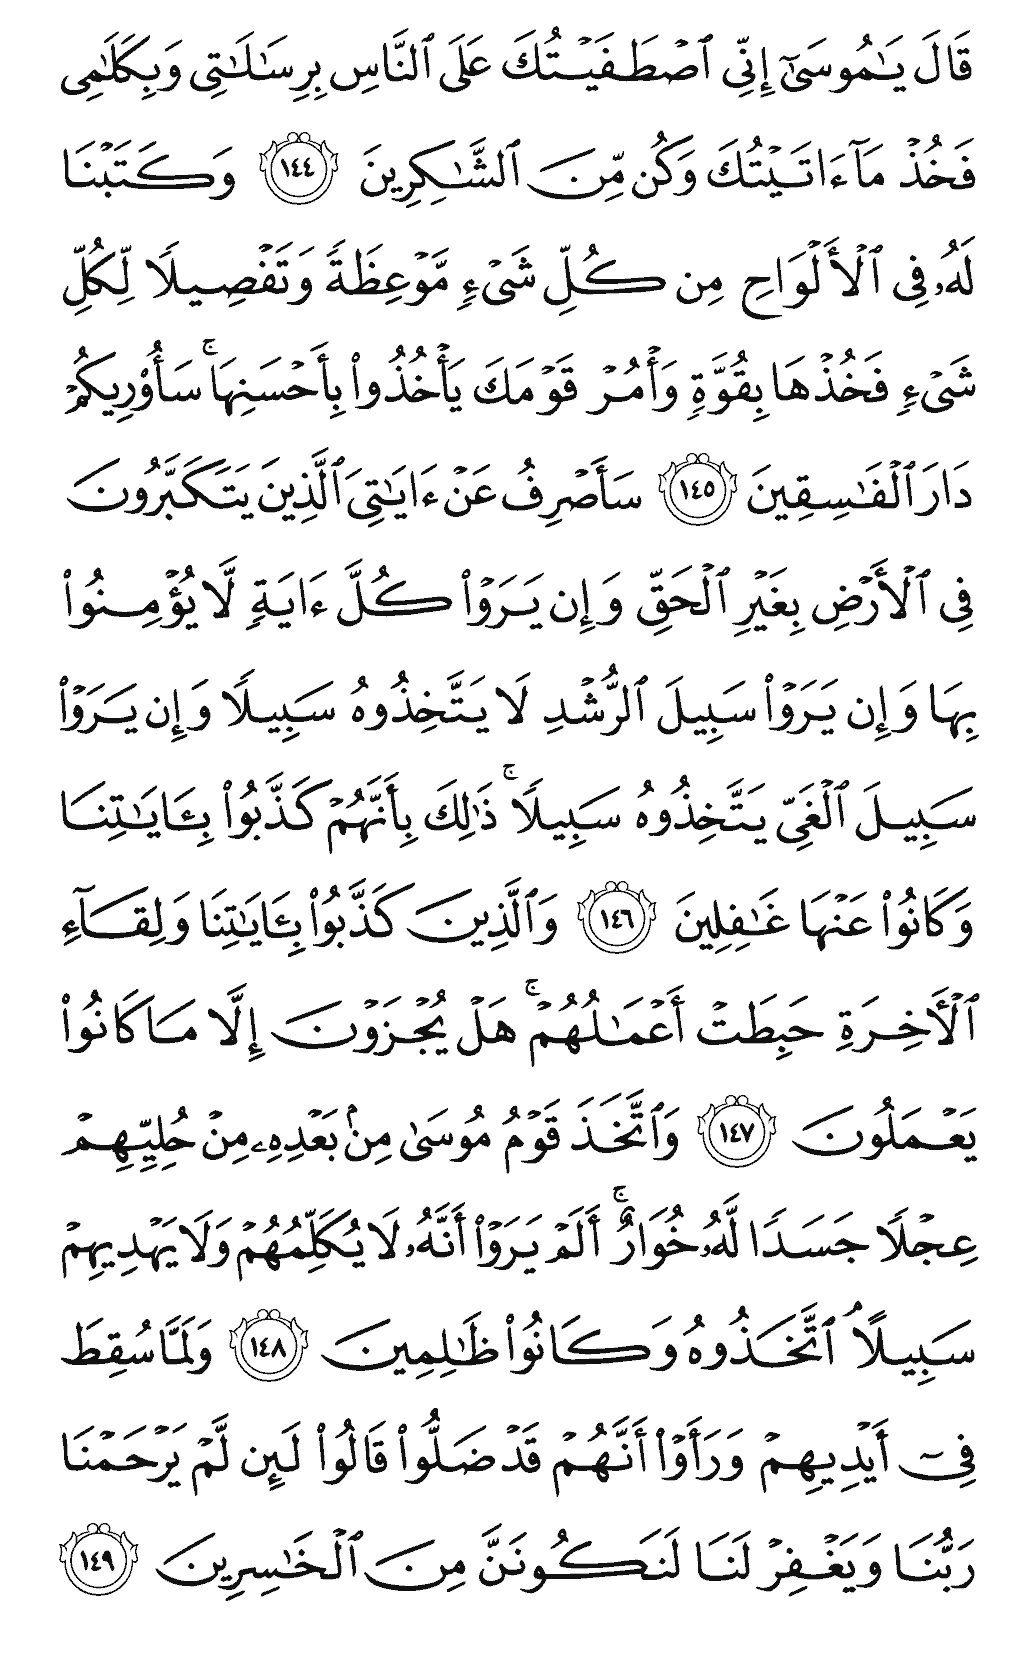 قَالَ يَٰمُوسَىٰٓ إِنِّى ٱصْطَفَيْتُكَ عَلَى ٱلنَّاسِ بِرِسَٰلَٰتِى وَبِكَلَٰمِى
فَخُذْ مَآ ءَاتَيْتُكَ وَكُن مِّنَ ٱلشَّٰكِرِينَ ١٤٤ وَكَتَبْنَا
لَهُۥ فِى ٱلْأَلْوَاحِ مِن كُلِّ شَىْءٍ مَّوْعِظَةً وَتَفْصِيلًا لِّكُلِّ
شَىْءٍ فَخُذْهَا بِقُوَّةٍ وَأْمُرْ قَوْمَكَ يَأْخُذُوا۟ بِأَحْسَنِهَا ۚ سَأُو۟رِيكُمْ
دَارَ ٱلْفَٰسِقِينَ ١٤٥ سَأَصْرِفُ عَنْ ءَايَٰتِىَ ٱلَّذِينَ يَتَكَبَّرُونَ
فِى ٱلْأَرْضِ بِغَيْرِ ٱلْحَقِّ وَإِن يَرَوْا۟ كُلَّ ءَايَةٍ لَّا يُؤْمِنُوا۟
بِهَا وَإِن يَرَوْا۟ سَبِيلَ ٱلرُّشْدِ لَا يَتَّخِذُوهُ سَبِيلًا وَإِن يَرَوْا۟
سَبِيلَ ٱلْغَىِّ يَتَّخِذُوهُ سَبِيلًا ۚ ذَٰلِكَ بِأَنَّهُمْ كَذَّبُوا۟ بِـَٔايَٰتِنَا
وَكَانُوا۟ عَنْهَا غَٰفِلِينَ ١٤٦ وَٱلَّذِينَ كَذَّبُوا۟ بِـَٔايَٰتِنَا وَلِقَآءِ
ٱلْأَخِرَةِ حَبِطَتْ أَعْمَٰلُهُمْ ۚ هَلْ يُجْزَوْنَ إِلَّا مَا كَانُوا۟
يَعْمَلُونَ ١٤٧ وَٱتَّخَذَ قَوْمُ مُوسَىٰ مِنۢ بَعْدِهِۦ مِنْ حُلِيِّهِمْ
عِجْلًا جَسَدًا لَّهُۥ خُوَارٌ ۚ أَلَمْ يَرَوْا۟ أَنَّهُۥ لَا يُكَلِّمُهُمْ وَلَا يَهْدِيهِمْ
سَبِيلًا ۘ ٱتَّخَذُوهُ وَكَانُوا۟ ظَٰلِمِينَ ١٤٨ وَلَمَّا سُقِطَ
فِىٓ أَيْدِيهِمْ وَرَأَوْا۟ أَنَّهُمْ قَدْ ضَلُّوا۟ قَالُوا۟ لَئِن لَّمْ يَرْحَمْنَا
رَبُّنَا وَيَغْفِرْ لَنَا لَنَكُونَنَّ مِنَ ٱلْخَٰسِرِينَ ١٤٩